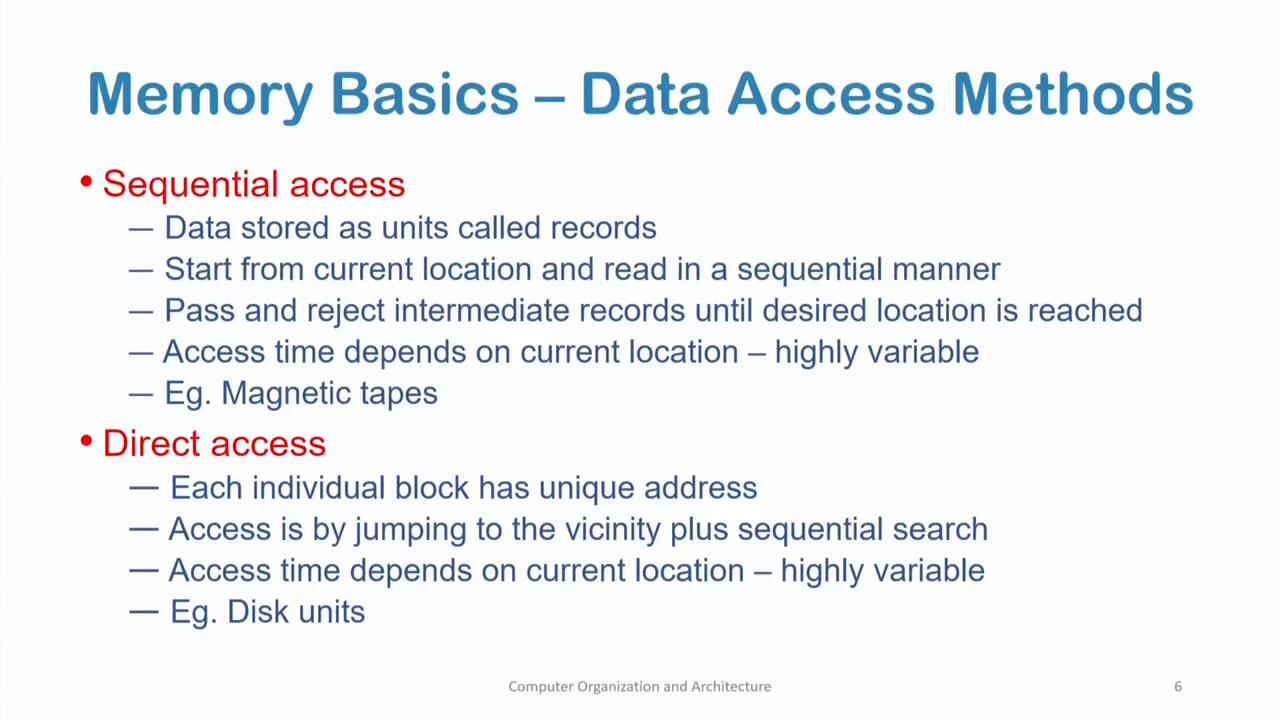 Memory Basics – Data Access Methods
• Sequential access
— Data stored as units called records
— Start from current location and read in a sequential manner
— Pass and reject intermediate records until desired location is reached
— Access time depends on current location – highly variable
— Eg. Magnetic tapes
• Direct access
— Each individual block has unique address
— Access is by jumping to the vicinity plus sequential search
— Access time depends on current location – highly variable
— Eg. Disk units
Computer Organization and Architecture
6